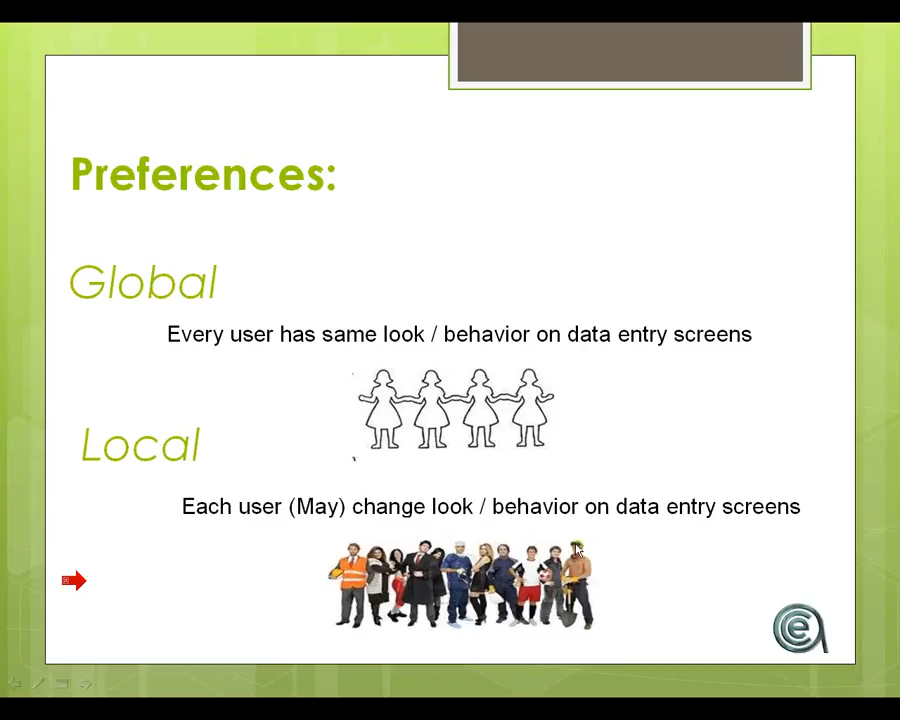 Preferences:
Global
Every user has same look / behavior on data entry screens
Local
Each user (May) change look / behavior on data entry screens